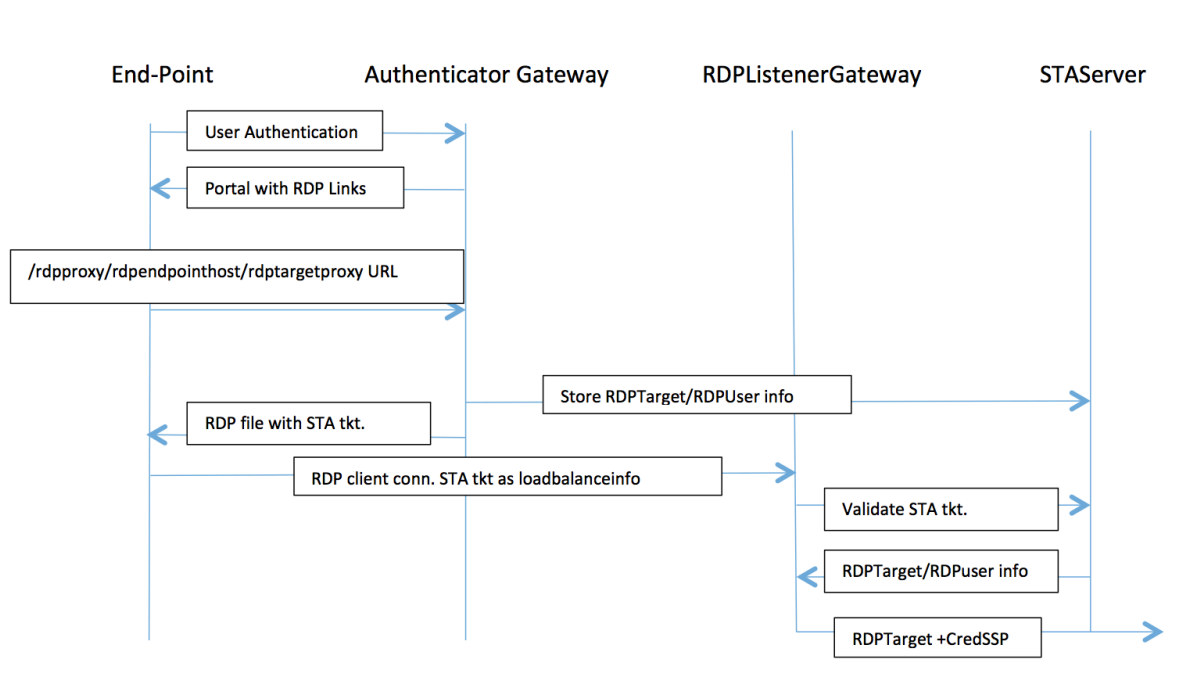 End-Point
Authenticator Gateway
RDPListenerGateway
STAServer
User Authentication
Portal with RDP Links
/rdpproxy/rdpendpointhost/rdptargetproxy URL
Store RDPTarget/RDPUser info
RDP file with STA tkt.
RDP client conn. STA tkt as loadbalanceinfo
Validate STA tkt.
RDPTarget/RDPuser info
RDPTarget +CredSSP